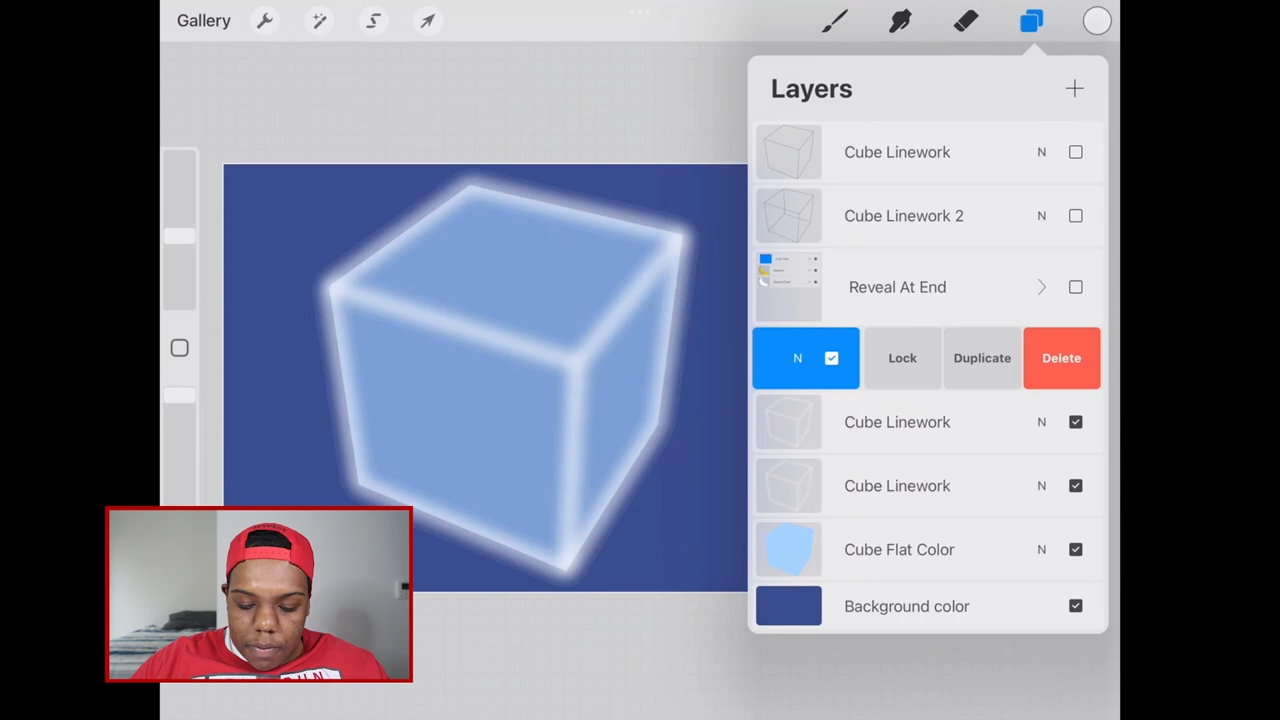 Gallery
Layers
Cube Linework N
Cube Linework 2 N
Reveal At End
N Lock Duplicate Delete
Cube Linework N
Cube Linework N
Cube Flat Color N
Background color